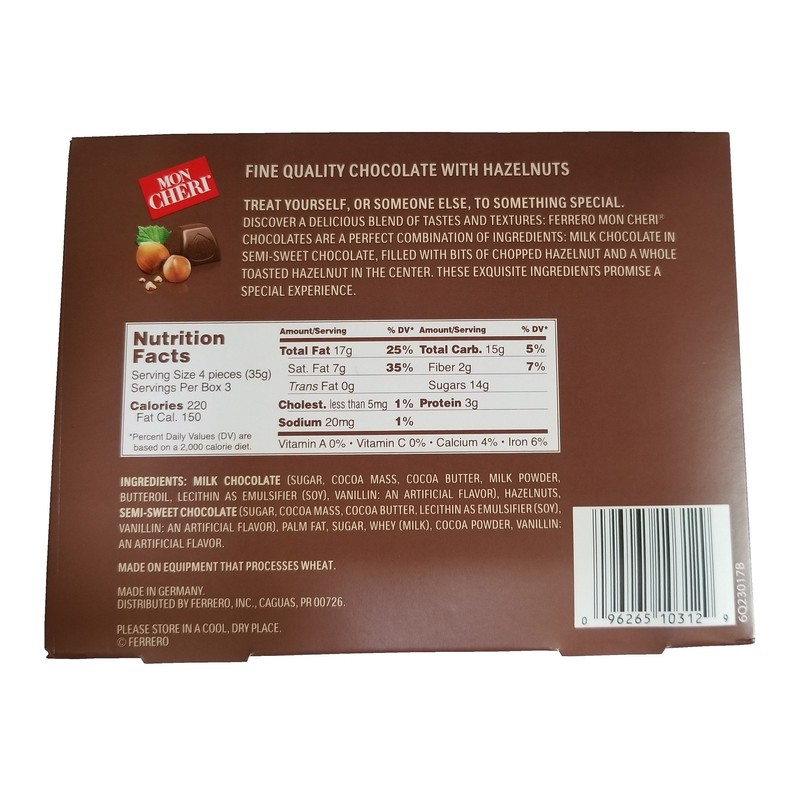 MON
CHERI®
FINE QUALITY CHOCOLATE WITH HAZELNUTS
TREAT YOURSELF, OR SOMEONE ELSE, TO SOMETHING SPECIAL.
DISCOVER A DELICIOUS BLEND OF TASTES AND TEXTURES: FERRERO MON CHERI®
CHOCOLATES ARE A PERFECT COMBINATION OF INGREDIENTS: MILK CHOCOLATE IN
SEMI-SWEET CHOCOLATE, FILLED WITH BITS OF CHOPPED HAZELNUT AND A WHOLE
TOASTED HAZELNUT IN THE CENTER. THESE EXQUISITE INGREDIENTS PROMISE A
SPECIAL EXPERIENCE.
Nutrition
Facts
Serving Size 4 pieces (35g)
Servings Per Box 3
Calories 220
Fat Cal. 150
*Percent Daily Values (DV) are
based on a 2,000 calorie diet.
Amount/Serving % DV* Amount/Serving % DV*
Total Fat 17g 25% Total Carb. 15g 5%
Sat. Fat 7g 35% Fiber 2g 7%
Trans Fat 0g Sugars 14g
Cholest. less than 5mg 1% Protein 3g
Sodium 20mg 1%
Vitamin A 0% • Vitamin C 0% • Calcium 4% • Iron 6%
INGREDIENTS: MILK CHOCOLATE (SUGAR, COCOA MASS, COCOA BUTTER, MILK POWDER,
BUTTEROIL, LECITHIN AS EMULSIFIER (SOY), VANILLIN: AN ARTIFICIAL FLAVOR), HAZELNUTS,
SEMI-SWEET CHOCOLATE (SUGAR, COCOA MASS, COCOA BUTTER, LECITHIN AS EMULSIFIER (SOY),
VANILLIN: AN ARTIFICIAL FLAVOR), PALM FAT, SUGAR, WHEY (MILK), COCOA POWDER, VANILLIN:
AN ARTIFICIAL FLAVOR.
MADE ON EQUIPMENT THAT PROCESSES WHEAT.
MADE IN GERMANY.
DISTRIBUTED BY FERRERO, INC., CAGUAS, PR 00726.
PLEASE STORE IN A COOL, DRY PLACE.
© FERRERO
0 96265 10312 9
6Q23017B